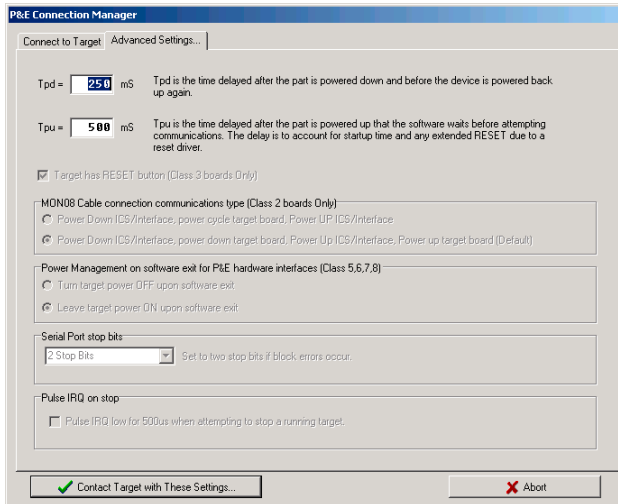 P&E Connection Manager
Connect to Target
Advanced Settings...
Tpd = 250 mS
Tpd is the time delayed after the part is powered down and before the device is powered back
up again.
Tpu = 500 mS
Tpu is the time delayed after the part is powered up that the software waits before attempting
communications. The delay is to account for startup time and any extended RESET due to a
reset driver.
Target has RESET button (Class 3 boards Only)
MON08 Cable connection communications type (Class 2 boards Only)
Power Down ICS/Interface, power cycle target board, Power UP ICS/Interface
Power Down ICS/Interface, power down target board, Power Up ICS/Interface, Power up target board (Default)
Power Management on software exit for P&E hardware interfaces (Class 5,6,7,8)
Turn target power OFF upon software exit
Leave target power ON upon software exit
Serial Port stop bits
2 Stop Bits
Set to two stop bits if block errors occur.
Pulse IRQ on stop
Pulse IRQ low for 500us when attempting to stop a running target.
Contact Target with These Settings...
Abort